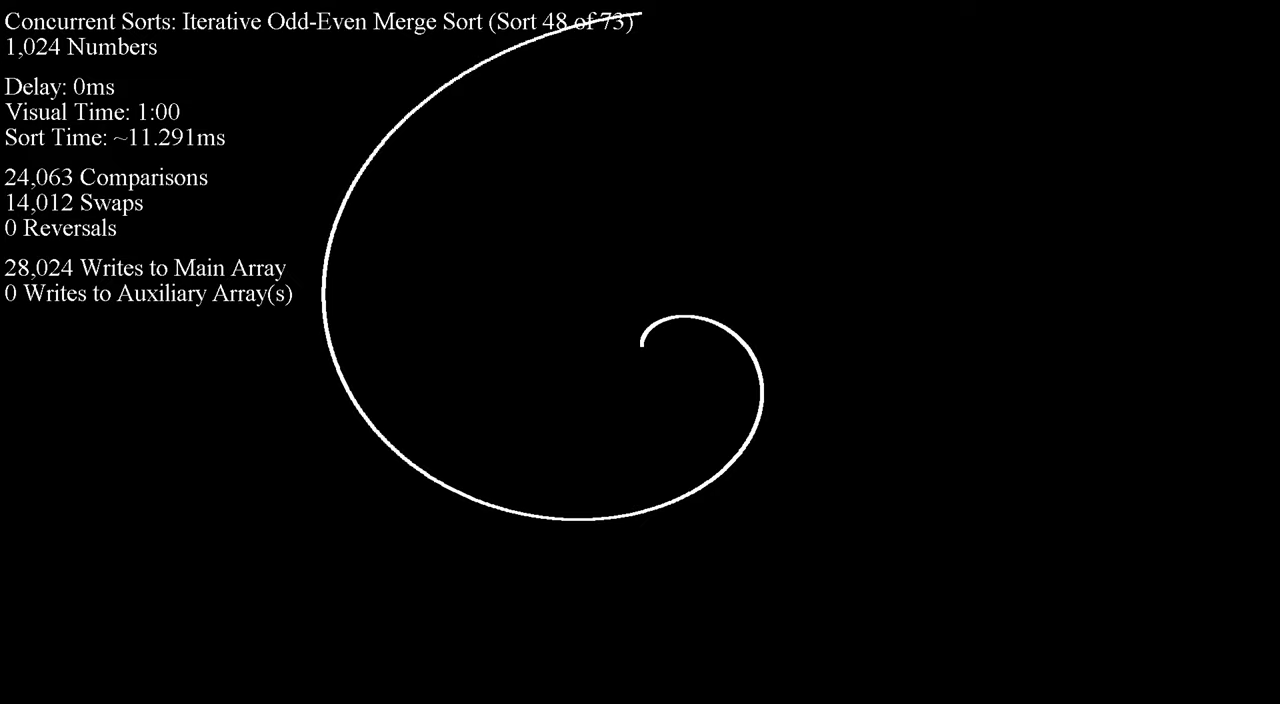 Concurrent Sorts: Iterative Odd-Even Merge Sort (Sort 48 of 73)
1,024 Numbers
Delay: 0ms
Visual Time: 1:00
Sort Time: ~11.291ms
24,063 Comparisons
14,012 Swaps
0 Reversals
28,024 Writes to Main Array
0 Writes to Auxiliary Array(s)